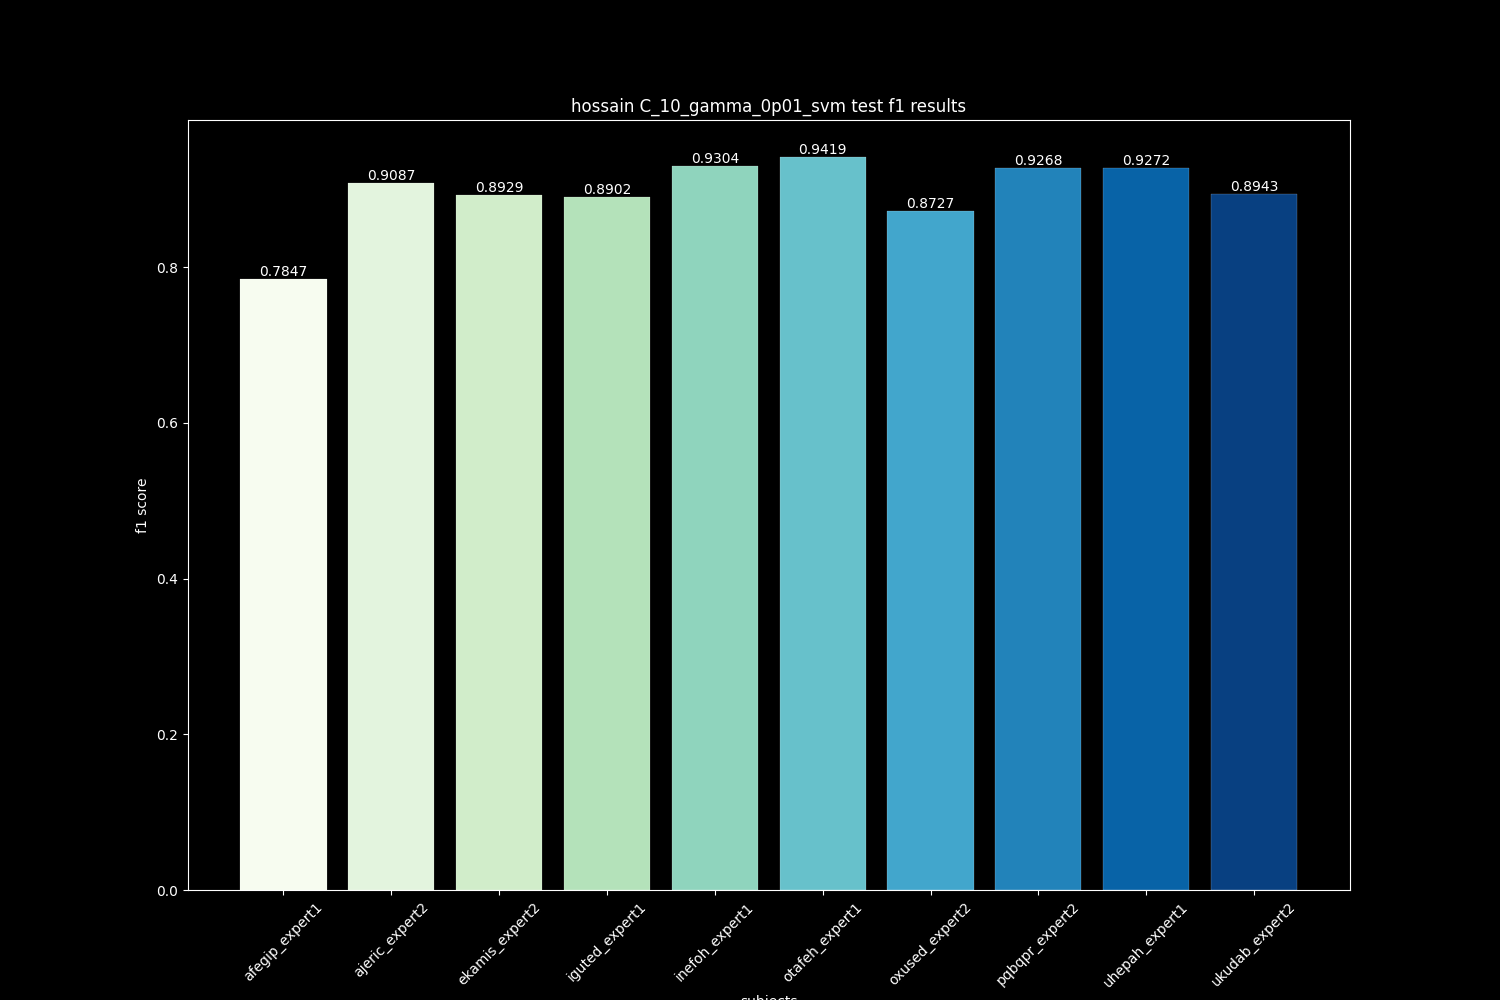 hossain C_10_gamma_0p01_svm test f1 results
0.7847
0.9087
0.8929
0.8902
0.9304
0.9419
0.8727
0.9268
0.9272
0.8943
f1 score
0.8
0.6
0.4
0.2
0.0
afegip_expert1
ajeric_expert2
ekamis_expert2
iguted_expert1
inefoh_expert1
otafeh_expert1
oxused_expert2
pqbqpr_expert2
uhepah_expert1
ukudab_expert2
subjects